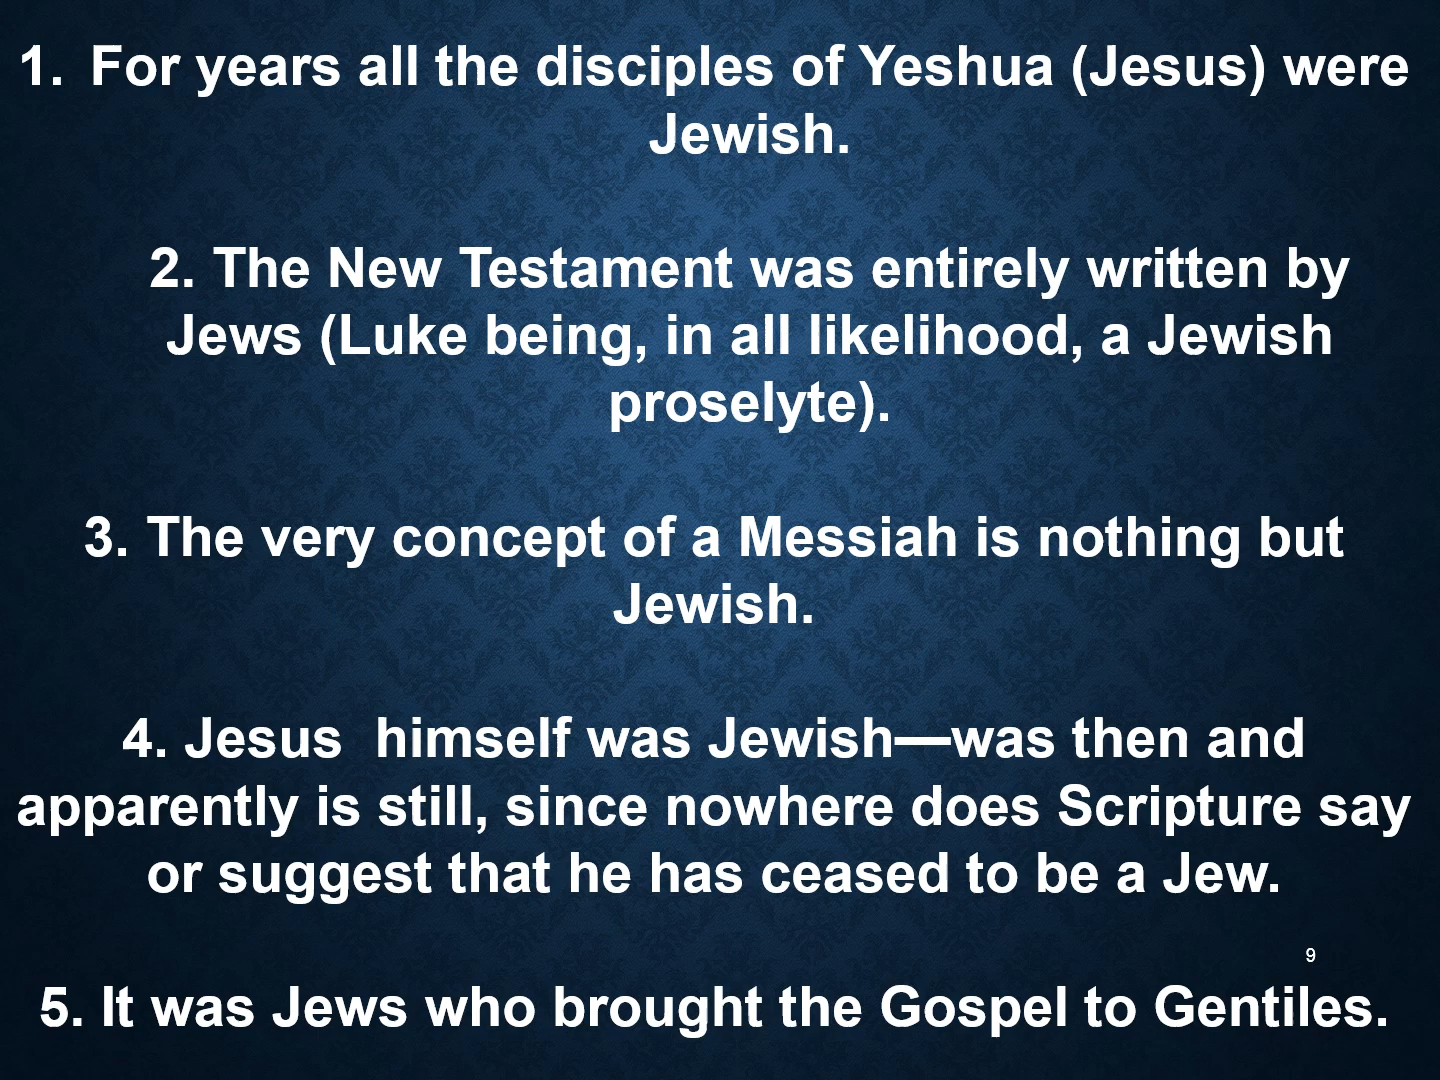 1. For years all the disciples of Yeshua (Jesus) were
Jewish.
2. The New Testament was entirely written by
Jews (Luke being, in all likelihood, a Jewish
proselyte).
3. The very concept of a Messiah is nothing but
Jewish.
4. Jesus  himself was Jewish—was then and
apparently is still, since nowhere does Scripture say
or suggest that he has ceased to be a Jew.
9
5. It was Jews who brought the Gospel to Gentiles.